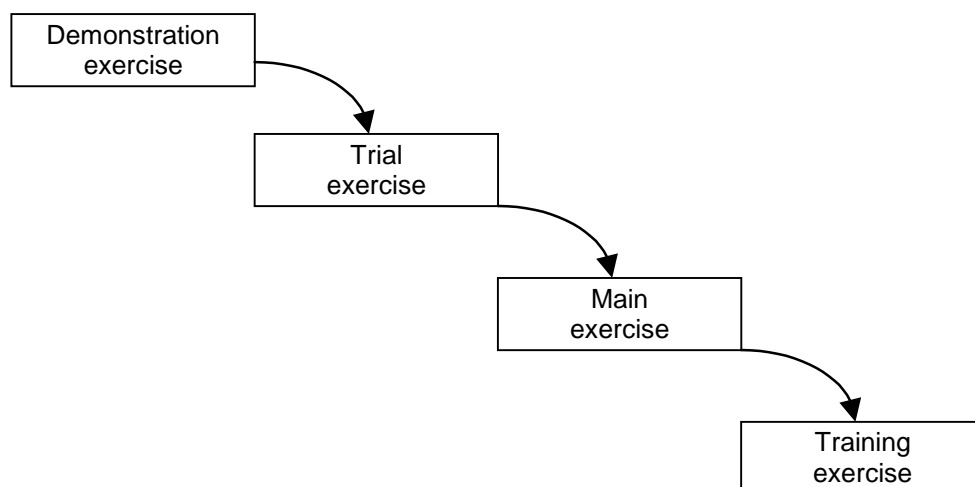 Demonstration
exercise
Trial
exercise
Main
exercise
Training
exercise